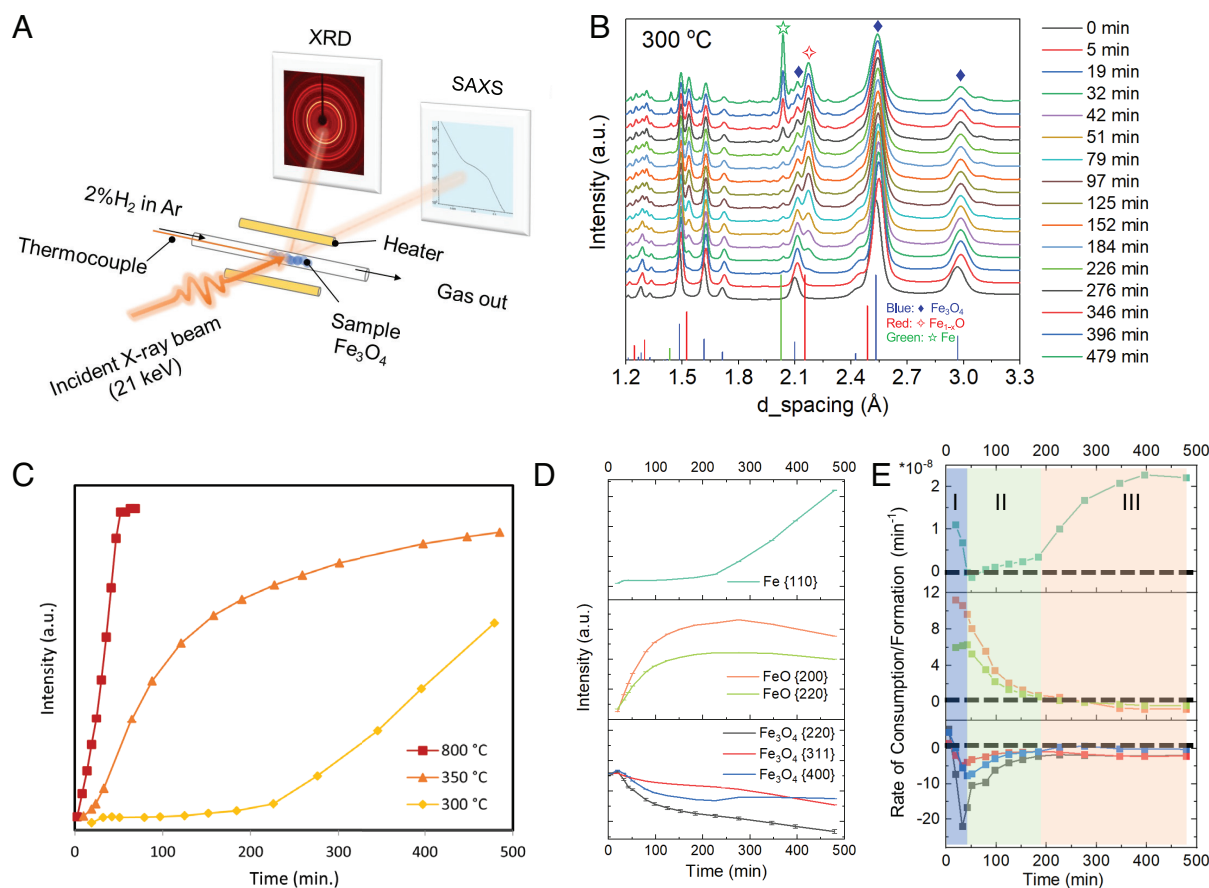 A
XRD
SAXS
2%H₂ in Ar
Thermocouple
Heater
Gas out
Sample
Fe₃O₄
Incident X-ray beam
(21 keV)
B
300 °C
Intensity (a.u.)
Blue: ♦ Fe₃O₄
Red: ✧ Fe₁₋ₓO
Green: ☆ Fe
1.2 1.5 1.8 2.1 2.4 2.7 3.0 3.3
d_spacing (Å)
0 min
5 min
19 min
32 min
42 min
51 min
79 min
97 min
125 min
152 min
184 min
226 min
276 min
346 min
396 min
479 min
C
Intensity (a.u.)
800 °C
350 °C
300 °C
0 100 200 300 400 500
Time (min.)
D
0 100 200 300 400 500
Intensity (a.u.)
Fe {110}
FeO {200}
FeO {220}
Fe₃O₄ {220}
Fe₃O₄ {311}
Fe₃O₄ {400}
0 100 200 300 400 500
Time (min)
E
0 100 200 300 400 500
*10⁻⁸
Rate of Consumption/Formation (min⁻¹)
I II III
2
1
0
12
8
4
0
0
-10
-20
0 100 200 300 400 500
Time (min)